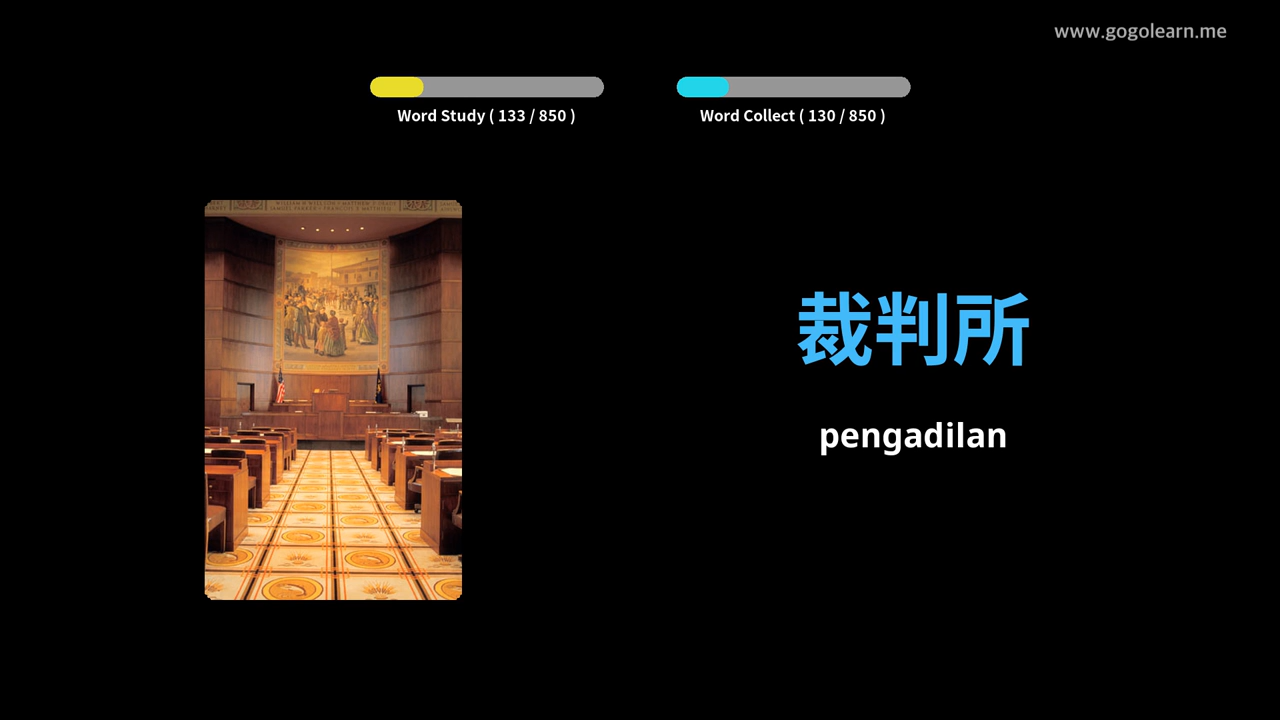 www.gogolearn.me
Word Study ( 133 / 850 )
Word Collect ( 130 / 850 )
裁判所
pengadilan